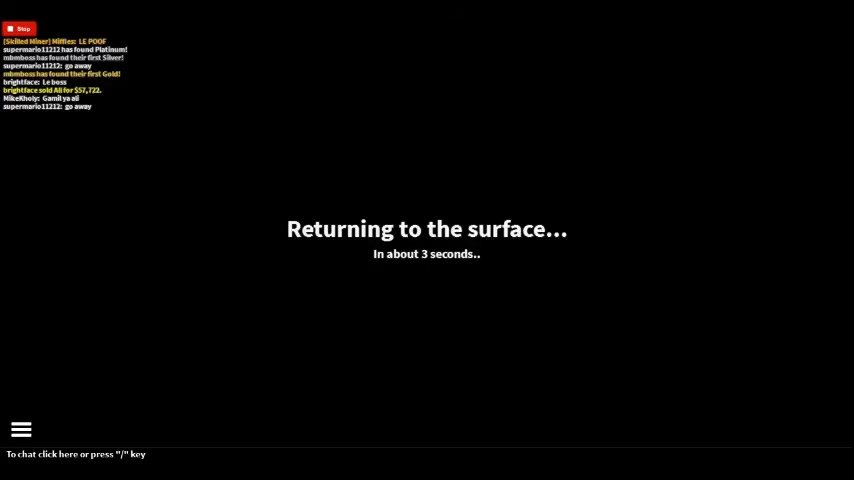 Stop
[Skilled Miner] Miffles: LE POOF
supermario11212 has found Platinum!
mbmboss has found their first Silver!
supermario11212: go away
mbmboss has found their first Gold!
brightface: Le boss
brightface sold All for $57,722.
MikeKholy: Gamil ya ali
supermario11212: go away
Returning to the surface...
In about 3 seconds..
To chat click here or press "/" key